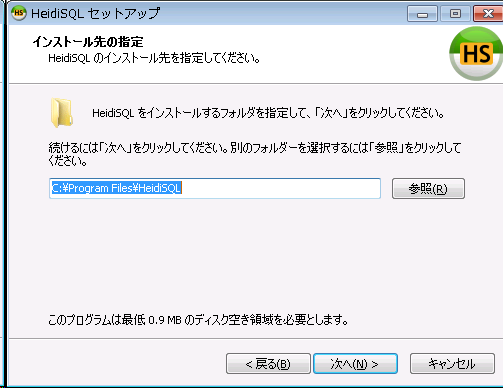 HeidiSQL セットアップ
インストール先の指定
HeidiSQL のインストール先を指定してください。
HS
HeidiSQL をインストールするフォルダを指定して、「次へ」をクリックしてください。
続けるには「次へ」をクリックしてください。別のフォルダーを選択するには「参照」をクリックして
ください。
C:¥Program Files¥HeidiSQL
参照(R)
このプログラムは最低 0.9 MB のディスク空き領域を必要とします。
< 戻る(B)
次へ(N) >
キャンセル